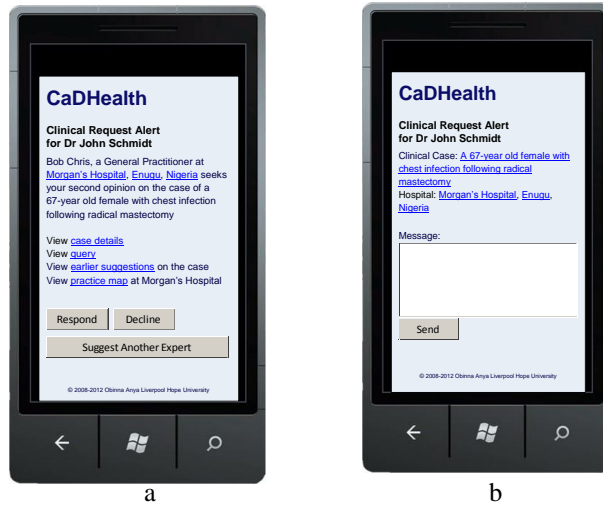 CaDHealth
Clinical Request Alert
for Dr John Schmidt
Bob Chris, a General Practitioner at
Morgan's Hospital, Enugu, Nigeria seeks
your second opinion on the case of a
67-year old female with chest infection
following radical mastectomy
View case details
View query
View earlier suggestions on the case
View practice map at Morgan's Hospital
Respond Decline
Suggest Another Expert
© 2008-2012 Obinna Anya Liverpool Hope University
a
CaDHealth
Clinical Request Alert
for Dr John Schmidt
Clinical Case: A 67-year old female with
chest infection following radical
mastectomy
Hospital: Morgan's Hospital, Enugu,
Nigeria
Message:
Send
© 2008-2012 Obinna Anya Liverpool Hope University
b